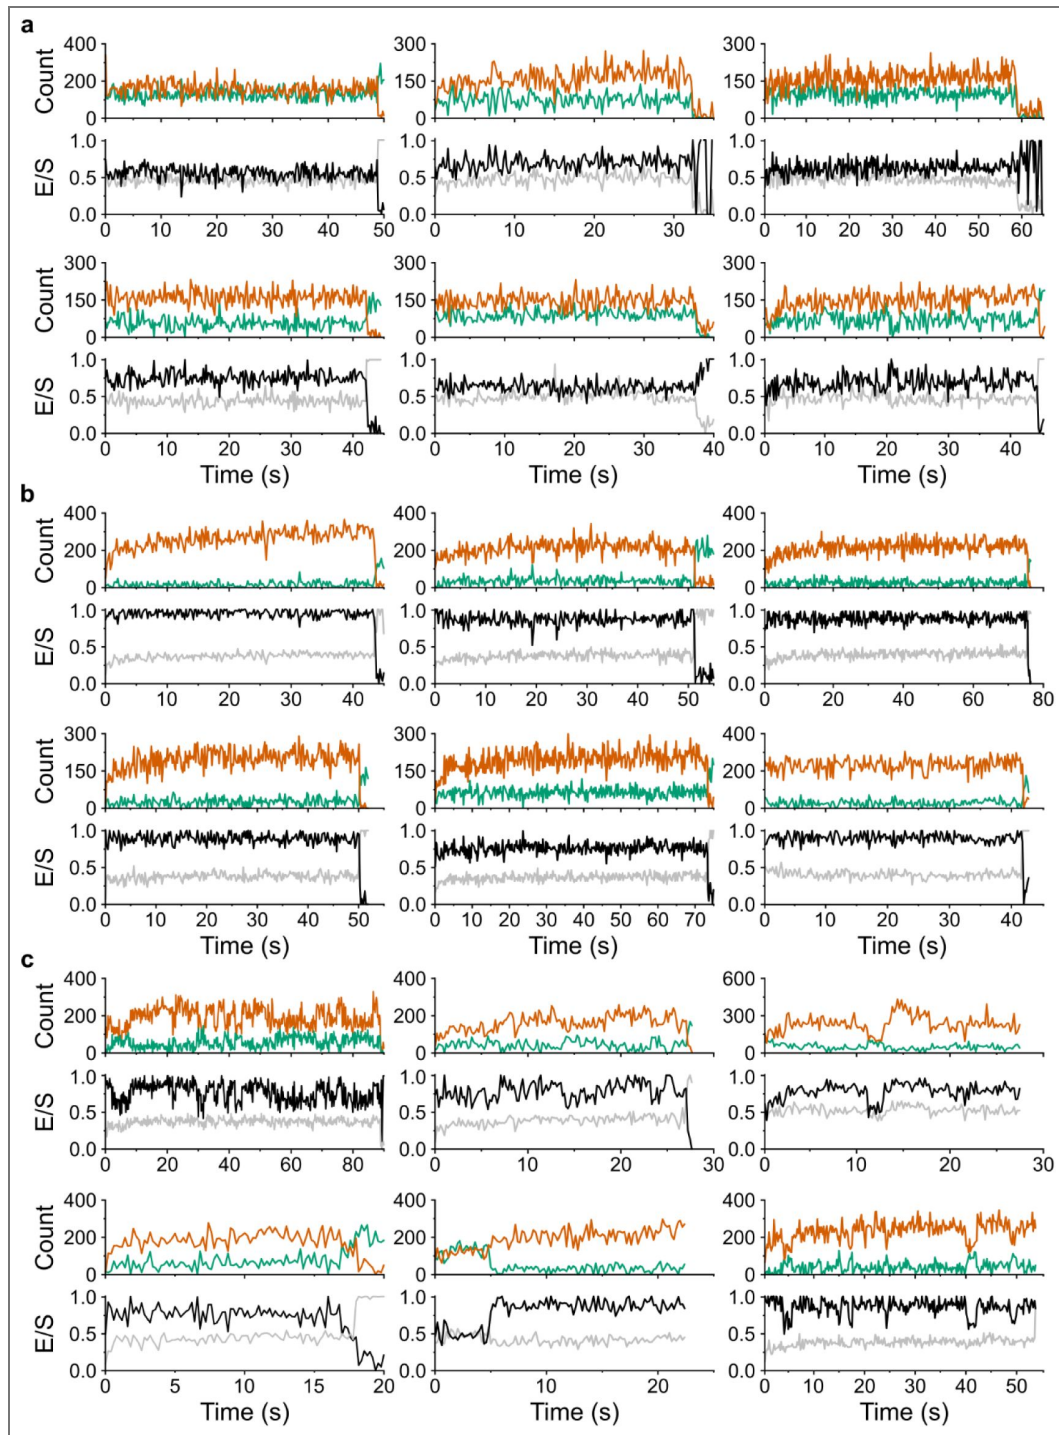 a
400 300 300
Count 200 150 150
0 0 0
1.0 1.0 1.0
E/S 0.5 0.5 0.5
0.0 0.0 0.0
0 10 20 30 40 50 0 10 20 30 0 10 20 30 40 50 60
300 300 300
Count 150 150 150
0 0 0
1.0 1.0 1.0
E/S 0.5 0.5 0.5
0.0 0.0 0.0
0 10 20 30 40 0 10 20 30 40 0 10 20 30 40
Time (s) Time (s) Time (s)
b
400 400 400
Count 200 200 200
0 0 0
1.0 1.0 1.0
E/S 0.5 0.5 0.5
0.0 0.0 0.0
0 10 20 30 40 0 10 20 30 40 50 0 20 40 60 80
300 300 400
Count 150 150 200
0 0 0
1.0 1.0 1.0
E/S 0.5 0.5 0.5
0.0 0.0 0.0
0 10 20 30 40 50 0 10 20 30 40 50 60 70 0 10 20 30 40
Time (s) Time (s) Time (s)
c
400 400 600
Count 200 200 300
0 0 0
1.0 1.0 1.0
E/S 0.5 0.5 0.5
0.0 0.0 0.0
0 20 40 60 80 0 10 20 30 0 10 20 30
400 400 400
Count 200 200 200
0 0 0
1.0 1.0 1.0
E/S 0.5 0.5 0.5
0.0 0.0 0.0
0 5 10 15 20 0 10 20 0 10 20 30 40 50
Time (s) Time (s) Time (s)